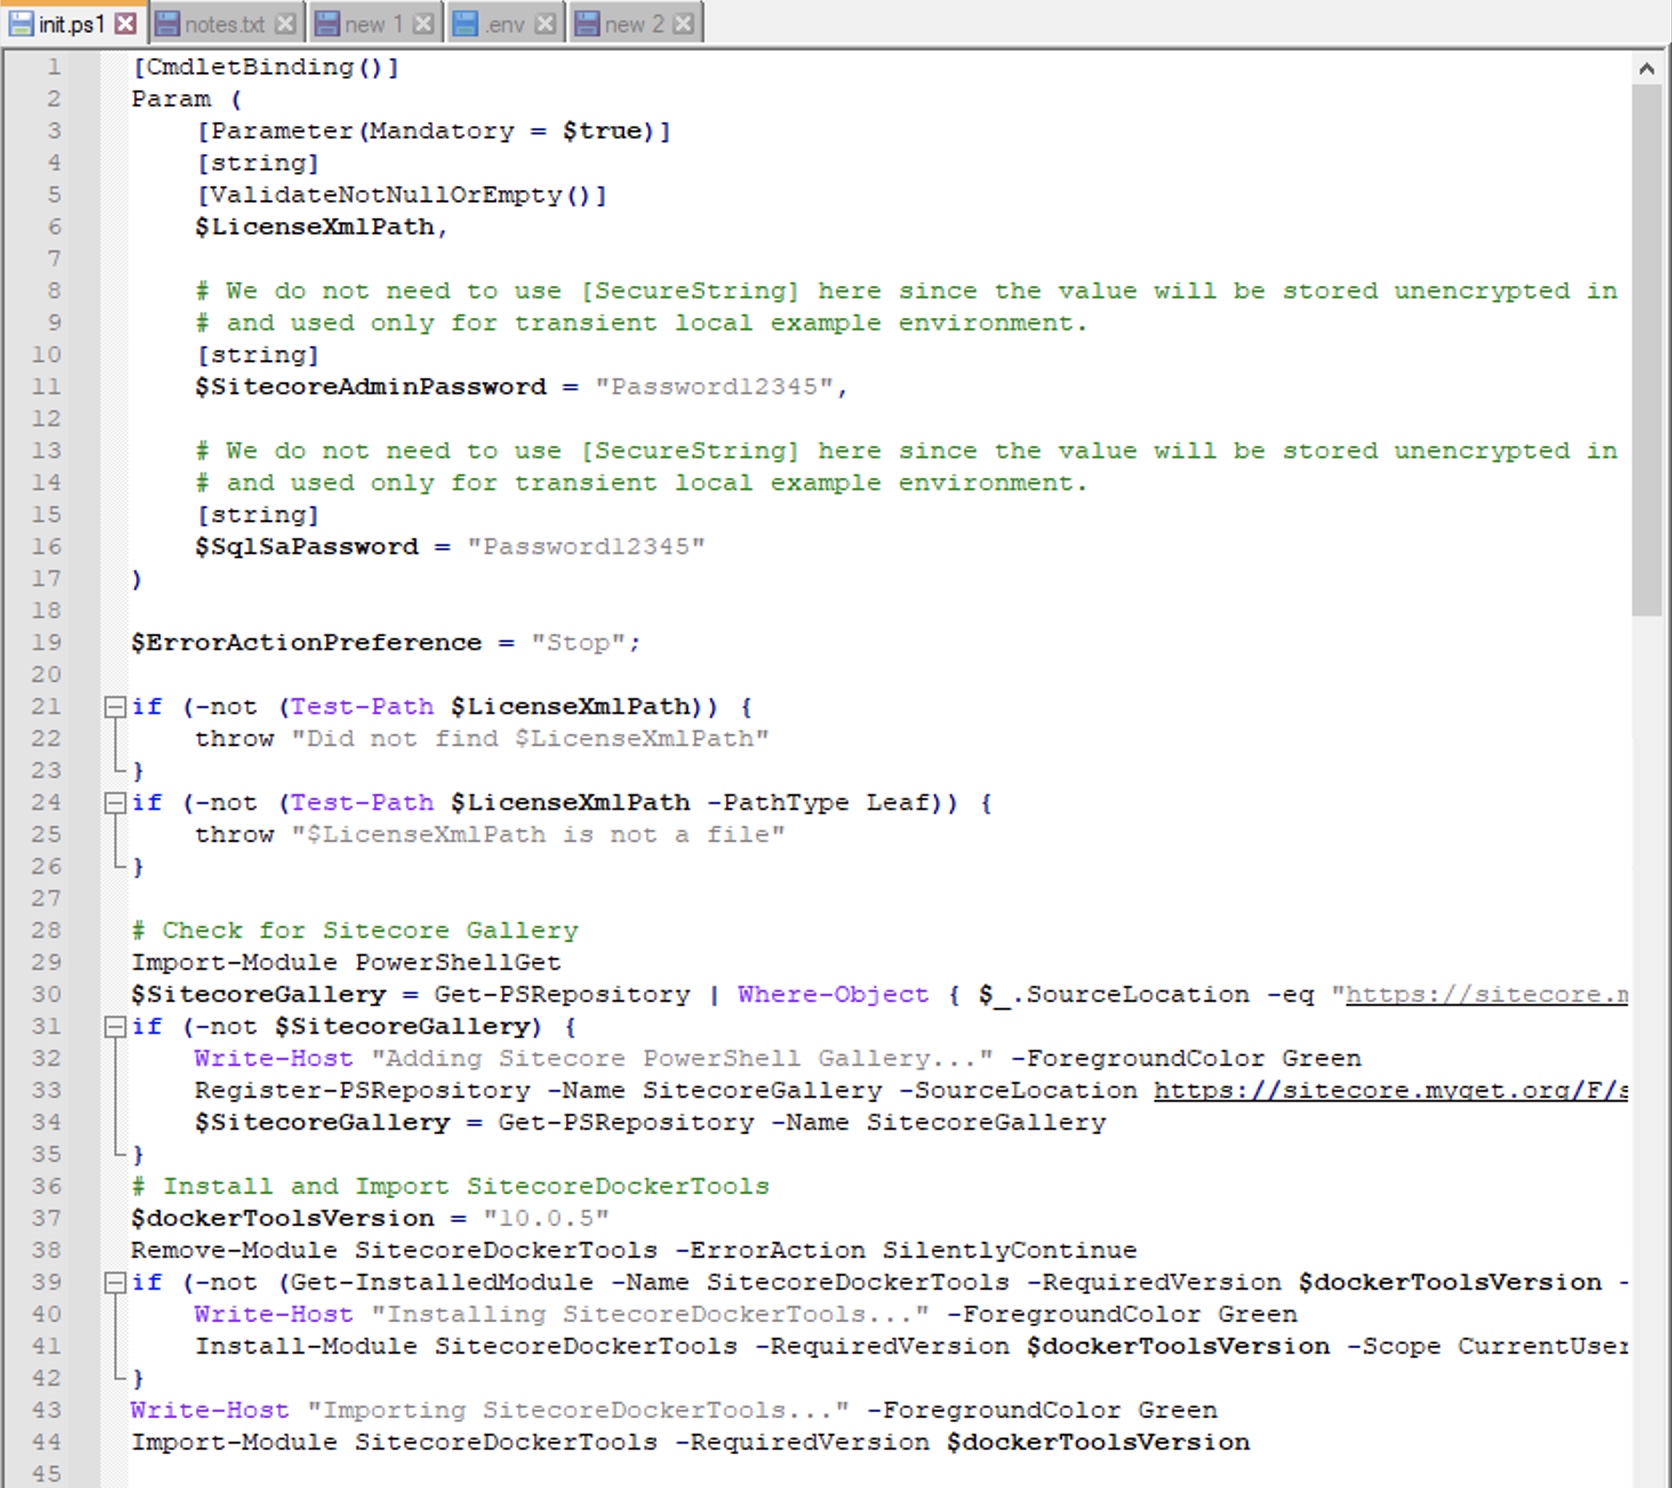 init.ps1 notes.txt new 1 .env new 2
1 [CmdletBinding()]
2 Param (
3     [Parameter(Mandatory = $true)]
4     [string]
5     [ValidateNotNullOrEmpty()]
6     $LicenseXmlPath,
7
8     # We do not need to use [SecureString] here since the value will be stored unencrypted in
9     # and used only for transient local example environment.
10     [string]
11     $SitecoreAdminPassword = "Password12345",
12
13     # We do not need to use [SecureString] here since the value will be stored unencrypted in
14     # and used only for transient local example environment.
15     [string]
16     $SqlSaPassword = "Password12345"
17 )
18
19 $ErrorActionPreference = "Stop";
20
21 if (-not (Test-Path $LicenseXmlPath)) {
22     throw "Did not find $LicenseXmlPath"
23 }
24 if (-not (Test-Path $LicenseXmlPath -PathType Leaf)) {
25     throw "$LicenseXmlPath is not a file"
26 }
27
28 # Check for Sitecore Gallery
29 Import-Module PowerShellGet
30 $SitecoreGallery = Get-PSRepository | Where-Object { $_.SourceLocation -eq "https://sitecore.m
31 if (-not $SitecoreGallery) {
32     Write-Host "Adding Sitecore PowerShell Gallery..." -ForegroundColor Green
33     Register-PSRepository -Name SitecoreGallery -SourceLocation https://sitecore.myget.org/F/s
34     $SitecoreGallery = Get-PSRepository -Name SitecoreGallery
35 }
36 # Install and Import SitecoreDockerTools
37 $dockerToolsVersion = "10.0.5"
38 Remove-Module SitecoreDockerTools -ErrorAction SilentlyContinue
39 if (-not (Get-InstalledModule -Name SitecoreDockerTools -RequiredVersion $dockerToolsVersion -
40     Write-Host "Installing SitecoreDockerTools..." -ForegroundColor Green
41     Install-Module SitecoreDockerTools -RequiredVersion $dockerToolsVersion -Scope CurrentUser
42 }
43 Write-Host "Importing SitecoreDockerTools..." -ForegroundColor Green
44 Import-Module SitecoreDockerTools -RequiredVersion $dockerToolsVersion
45